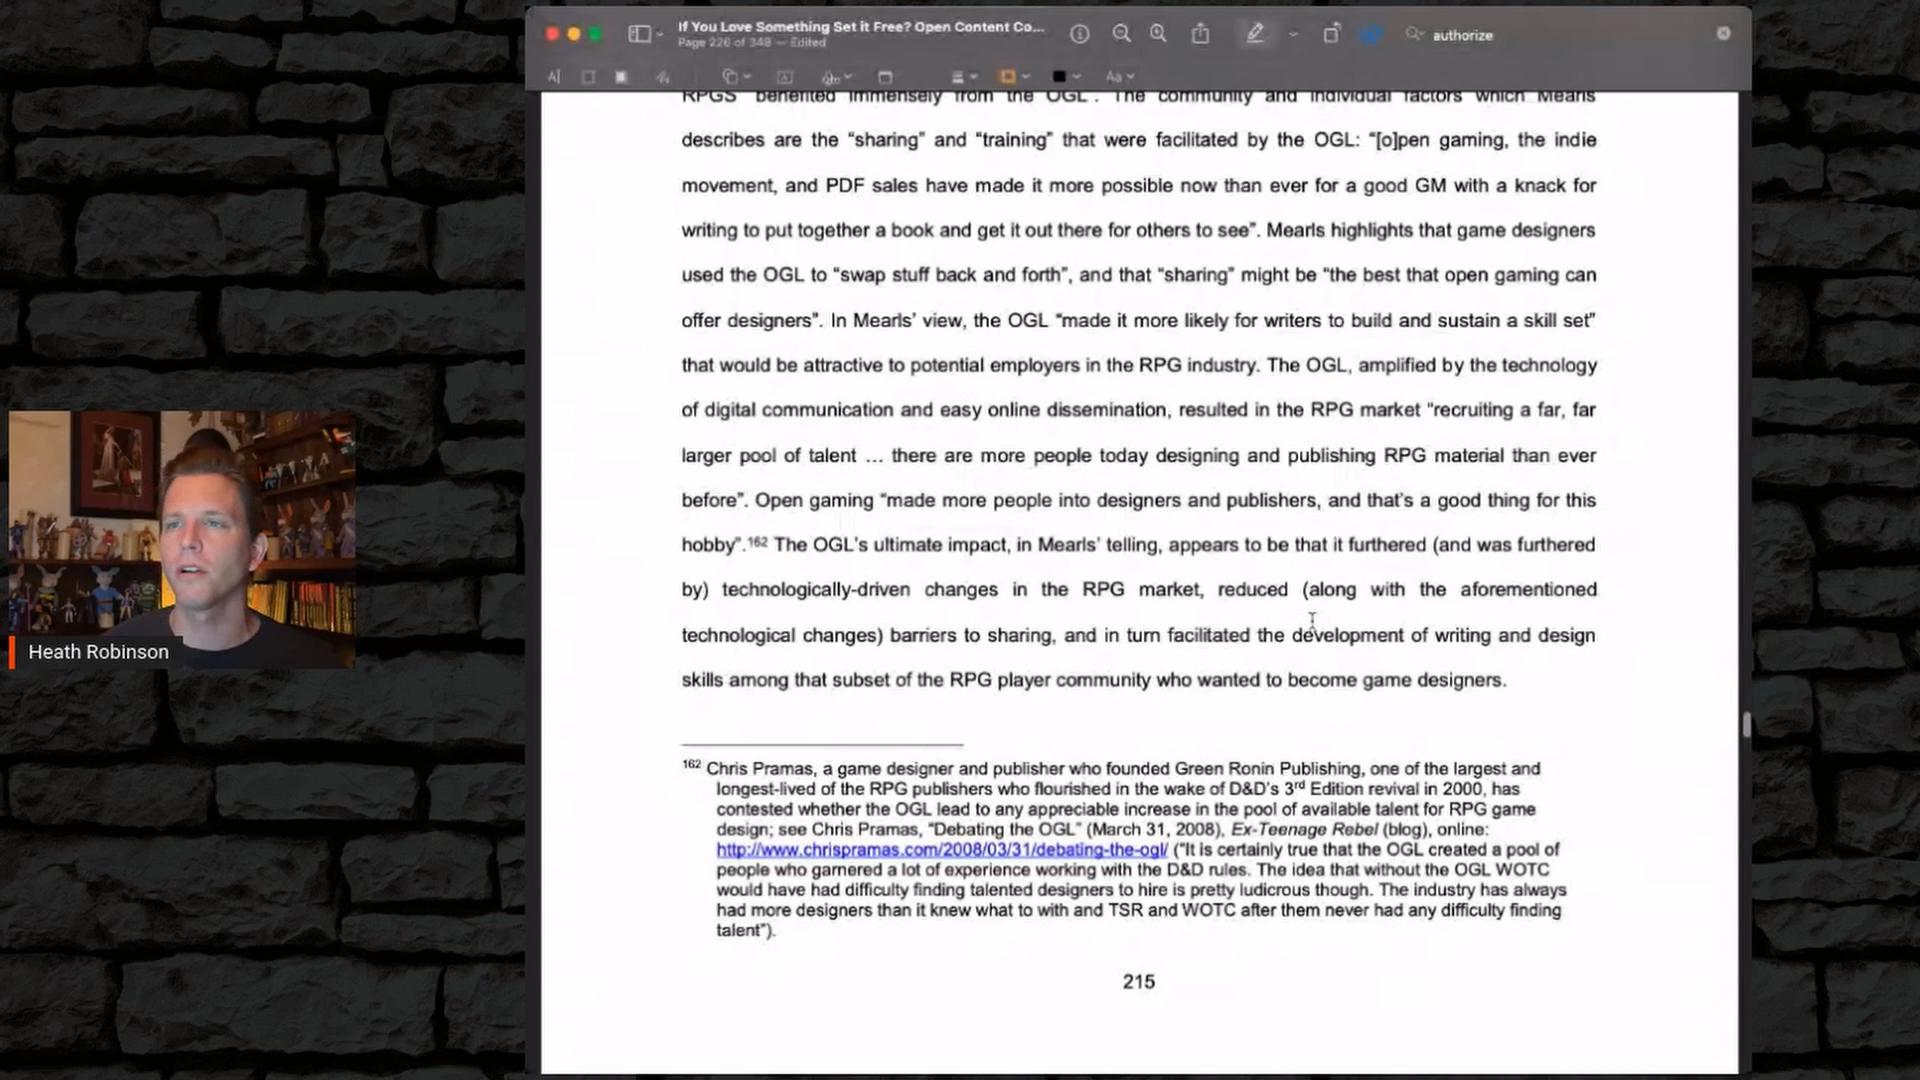 If You Love Something Set it Free? Open Content Co...
Page 226 of 348 — Edited
authorize
RPGS" benefited immensely from the OGL". The community and individual factors which Mearls
describes are the “sharing” and “training” that were facilitated by the OGL: “[o]pen gaming, the indie
movement, and PDF sales have made it more possible now than ever for a good GM with a knack for
writing to put together a book and get it out there for others to see”. Mearls highlights that game designers
used the OGL to “swap stuff back and forth”, and that “sharing” might be “the best that open gaming can
offer designers”. In Mearls’ view, the OGL “made it more likely for writers to build and sustain a skill set”
that would be attractive to potential employers in the RPG industry. The OGL, amplified by the technology
of digital communication and easy online dissemination, resulted in the RPG market “recruiting a far, far
larger pool of talent … there are more people today designing and publishing RPG material than ever
before”. Open gaming “made more people into designers and publishers, and that’s a good thing for this
hobby”.162 The OGL’s ultimate impact, in Mearls’ telling, appears to be that it furthered (and was furthered
by) technologically-driven changes in the RPG market, reduced (along with the aforementioned
technological changes) barriers to sharing, and in turn facilitated the development of writing and design
skills among that subset of the RPG player community who wanted to become game designers.
162 Chris Pramas, a game designer and publisher who founded Green Ronin Publishing, one of the largest and
longest-lived of the RPG publishers who flourished in the wake of D&D’s 3rd Edition revival in 2000, has
contested whether the OGL lead to any appreciable increase in the pool of available talent for RPG game
design; see Chris Pramas, “Debating the OGL” (March 31, 2008), Ex-Teenage Rebel (blog), online:
http://www.chrispramas.com/2008/03/31/debating-the-ogl/ (“It is certainly true that the OGL created a pool of
people who garnered a lot of experience working with the D&D rules. The idea that without the OGL WOTC
would have had difficulty finding talented designers to hire is pretty ludicrous though. The industry has always
had more designers than it knew what to with and TSR and WOTC after them never had any difficulty finding
talent”).
215
Heath Robinson